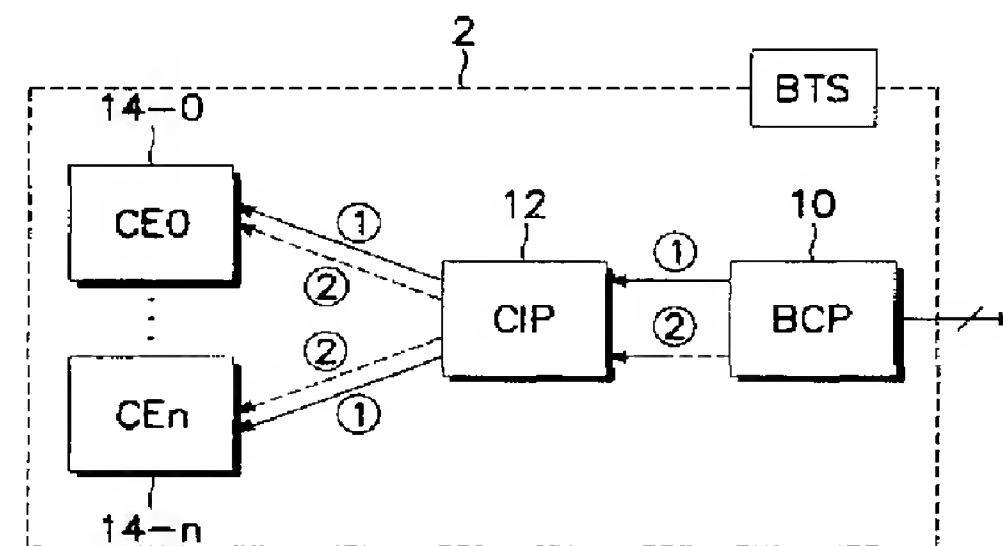 2
BTS
14-0
CE0
12
10
①
①
②
CIP
②
BCP
②
CEn
①
14-n